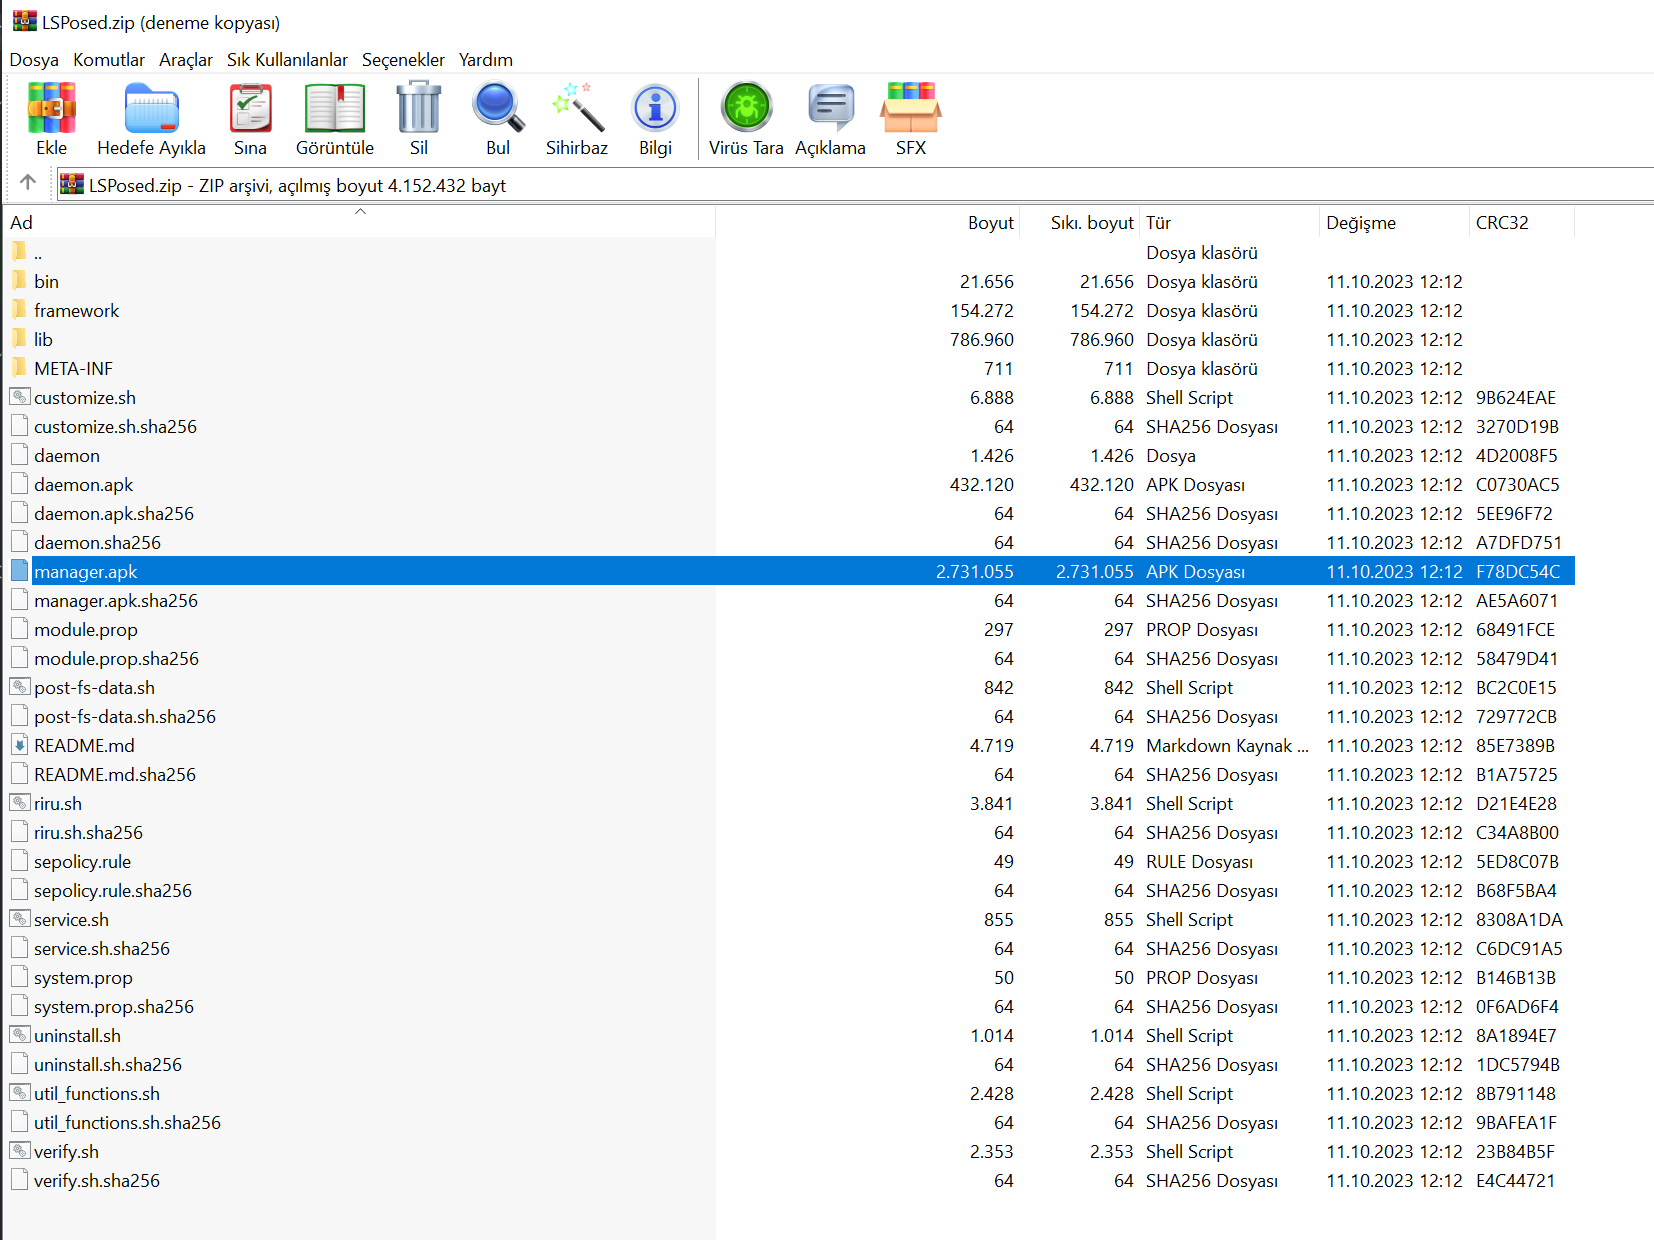 LSPosed.zip (deneme kopyası)
Dosya Komutlar Araçlar Sık Kullanılanlar Seçenekler Yardım
Ekle Hedefe Ayıkla Sına Görüntüle Sil Bul Sihirbaz Bilgi Virüs Tara Açıklama SFX
LSPosed.zip - ZIP arşivi, açılmış boyut 4.152.432 bayt
Ad Boyut Sıkı. boyut Tür Değişme CRC32
.. Dosya klasörü
bin 21.656 21.656 Dosya klasörü 11.10.2023 12:12
framework 154.272 154.272 Dosya klasörü 11.10.2023 12:12
lib 786.960 786.960 Dosya klasörü 11.10.2023 12:12
META-INF 711 711 Dosya klasörü 11.10.2023 12:12
customize.sh 6.888 6.888 Shell Script 11.10.2023 12:12 9B624EAE
customize.sh.sha256 64 64 SHA256 Dosyası 11.10.2023 12:12 3270D19B
daemon 1.426 1.426 Dosya 11.10.2023 12:12 4D2008F5
daemon.apk 432.120 432.120 APK Dosyası 11.10.2023 12:12 C0730AC5
daemon.apk.sha256 64 64 SHA256 Dosyası 11.10.2023 12:12 5EE96F72
daemon.sha256 64 64 SHA256 Dosyası 11.10.2023 12:12 A7DFD751
manager.apk 2.731.055 2.731.055 APK Dosyası 11.10.2023 12:12 F78DC54C
manager.apk.sha256 64 64 SHA256 Dosyası 11.10.2023 12:12 AE5A6071
module.prop 297 297 PROP Dosyası 11.10.2023 12:12 68491FCE
module.prop.sha256 64 64 SHA256 Dosyası 11.10.2023 12:12 58479D41
post-fs-data.sh 842 842 Shell Script 11.10.2023 12:12 BC2C0E15
post-fs-data.sh.sha256 64 64 SHA256 Dosyası 11.10.2023 12:12 729772CB
README.md 4.719 4.719 Markdown Kaynak ... 11.10.2023 12:12 85E7389B
README.md.sha256 64 64 SHA256 Dosyası 11.10.2023 12:12 B1A75725
riru.sh 3.841 3.841 Shell Script 11.10.2023 12:12 D21E4E28
riru.sh.sha256 64 64 SHA256 Dosyası 11.10.2023 12:12 C34A8B00
sepolicy.rule 49 49 RULE Dosyası 11.10.2023 12:12 5ED8C07B
sepolicy.rule.sha256 64 64 SHA256 Dosyası 11.10.2023 12:12 B68F5BA4
service.sh 855 855 Shell Script 11.10.2023 12:12 8308A1DA
service.sh.sha256 64 64 SHA256 Dosyası 11.10.2023 12:12 C6DC91A5
system.prop 50 50 PROP Dosyası 11.10.2023 12:12 B146B13B
system.prop.sha256 64 64 SHA256 Dosyası 11.10.2023 12:12 0F6AD6F4
uninstall.sh 1.014 1.014 Shell Script 11.10.2023 12:12 8A1894E7
uninstall.sh.sha256 64 64 SHA256 Dosyası 11.10.2023 12:12 1DC5794B
util_functions.sh 2.428 2.428 Shell Script 11.10.2023 12:12 8B791148
util_functions.sh.sha256 64 64 SHA256 Dosyası 11.10.2023 12:12 9BAFEA1F
verify.sh 2.353 2.353 Shell Script 11.10.2023 12:12 23B84B5F
verify.sh.sha256 64 64 SHA256 Dosyası 11.10.2023 12:12 E4C44721